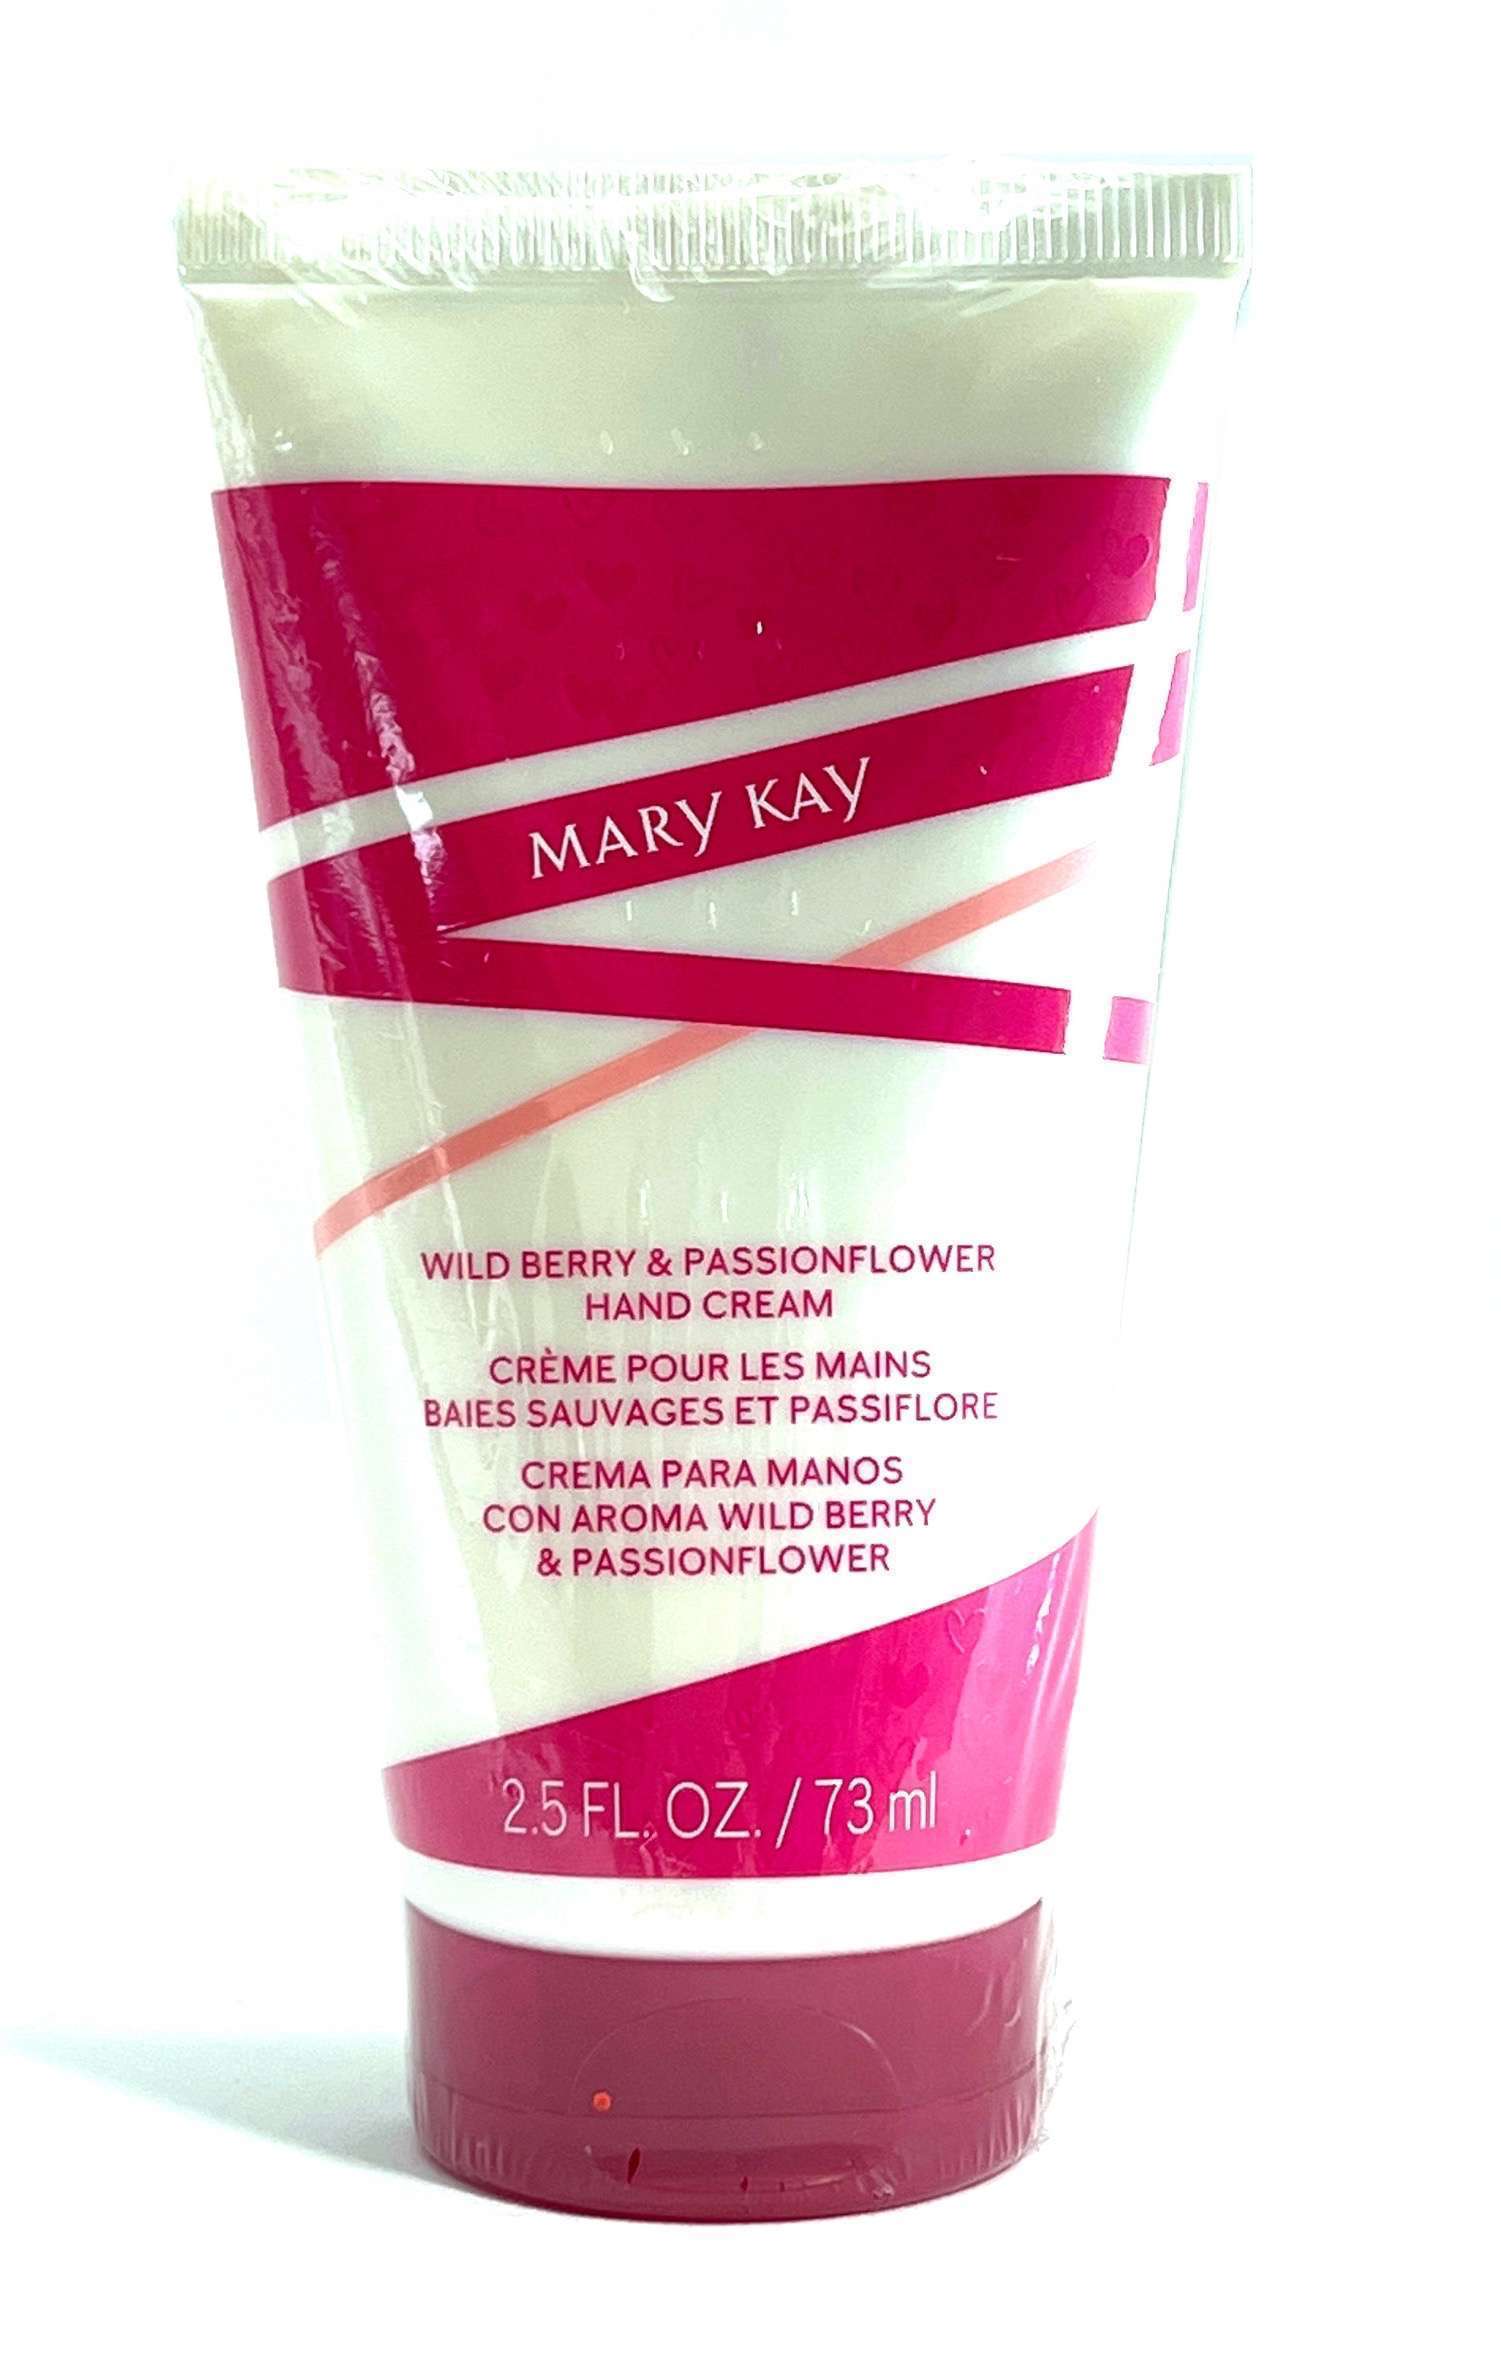 MARY KAY
WILD BERRY & PASSIONFLOWER
HAND CREAM
CRÈME POUR LES MAINS
BAIES SAUVAGES ET PASSIFLORE
CREMA PARA MANOS
CON AROMA WILD BERRY
& PASSIONFLOWER
2.5 FL. OZ. / 73 ml